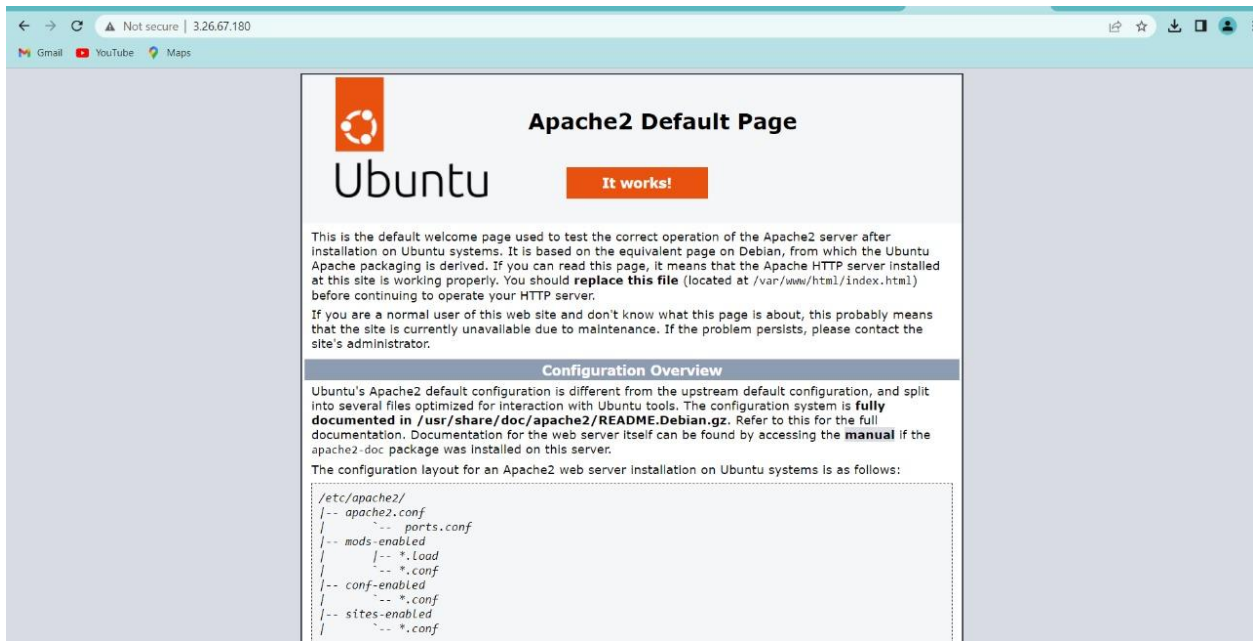 Not secure | 3.26.67.180
Gmail YouTube Maps
Apache2 Default Page
Ubuntu
It works!
This is the default welcome page used to test the correct operation of the Apache2 server after
installation on Ubuntu systems. It is based on the equivalent page on Debian, from which the Ubuntu
Apache packaging is derived. If you can read this page, it means that the Apache HTTP server installed
at this site is working properly. You should replace this file (located at /var/www/html/index.html)
before continuing to operate your HTTP server.
If you are a normal user of this web site and don't know what this page is about, this probably means
that the site is currently unavailable due to maintenance. If the problem persists, please contact the
site's administrator.
Configuration Overview
Ubuntu's Apache2 default configuration is different from the upstream default configuration, and split
into several files optimized for interaction with Ubuntu tools. The configuration system is fully
documented in /usr/share/doc/apache2/README.Debian.gz. Refer to this for the full
documentation. Documentation for the web server itself can be found by accessing the manual if the
apache2-doc package was installed on this server.
The configuration layout for an Apache2 web server installation on Ubuntu systems is as follows:
/etc/apache2/
|-- apache2.conf
|       `-- ports.conf
|-- mods-enabled
|       |-- *.load
|       `-- *.conf
|-- conf-enabled
|       `-- *.conf
|-- sites-enabled
|       `-- *.conf